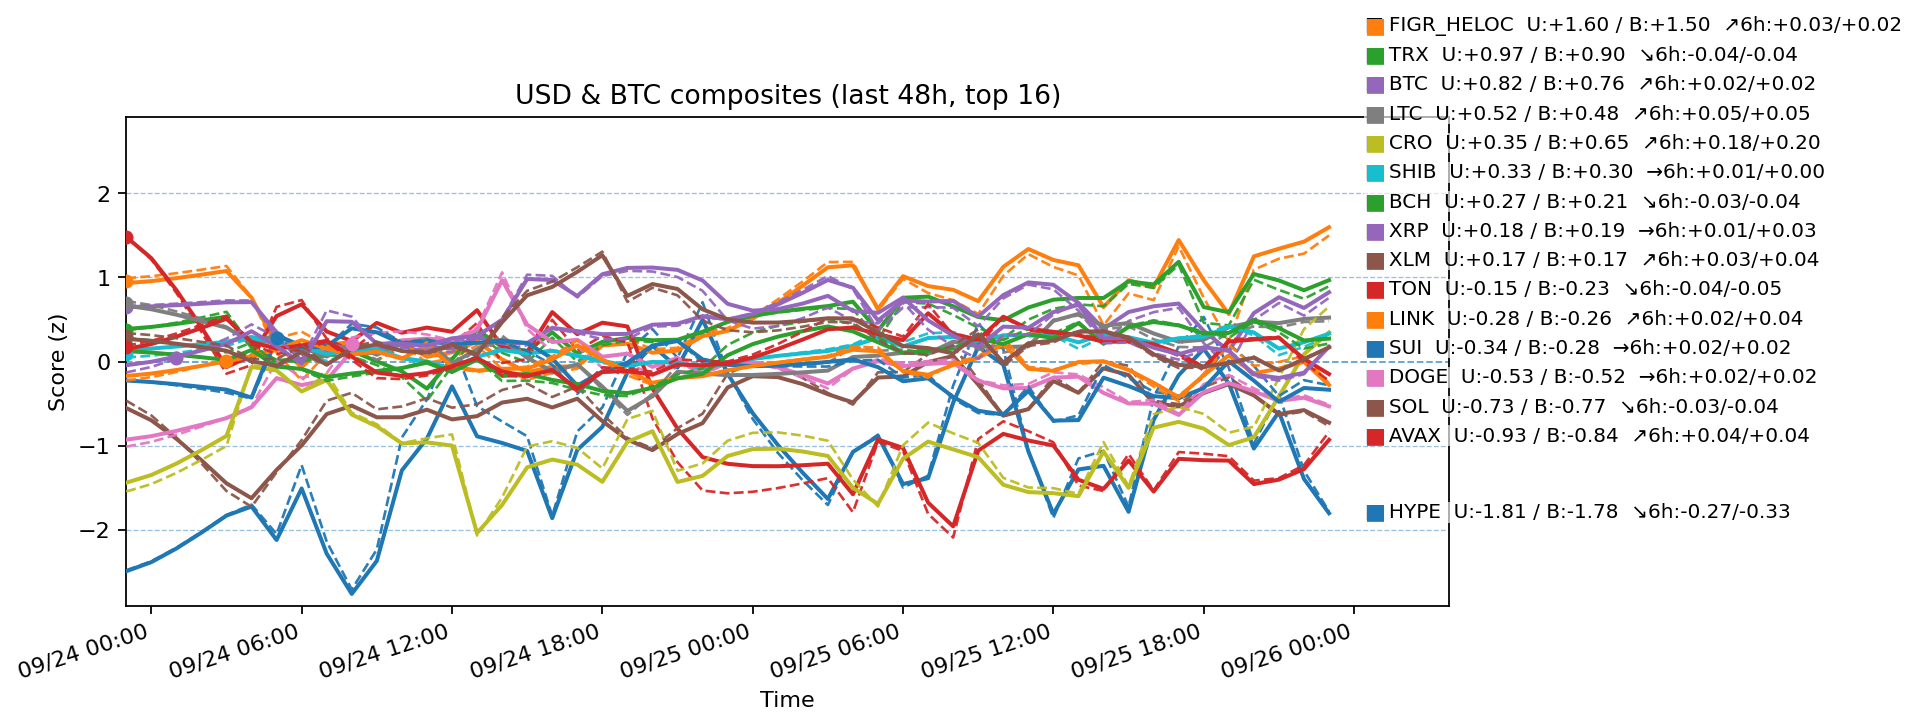 FIGR_HELOC U:+1.60 / B:+1.50 ↗6h:+0.03/+0.02
TRX U:+0.97 / B:+0.90 ↘6h:-0.04/-0.04
USD & BTC composites (last 48h, top 16)
BTC U:+0.82 / B:+0.76 ↗6h:+0.02/+0.02
LTC U:+0.52 / B:+0.48 ↗6h:+0.05/+0.05
CRO U:+0.35 / B:+0.65 ↗6h:+0.18/+0.20
SHIB U:+0.33 / B:+0.30 →6h:+0.01/+0.00
BCH U:+0.27 / B:+0.21 ↘6h:-0.03/-0.04
XRP U:+0.18 / B:+0.19 →6h:+0.01/+0.03
XLM U:+0.17 / B:+0.17 ↗6h:+0.03/+0.04
TON U:-0.15 / B:-0.23 ↘6h:-0.04/-0.05
LINK U:-0.28 / B:-0.26 ↗6h:+0.02/+0.04
SUI U:-0.34 / B:-0.28 →6h:+0.02/+0.02
DOGE U:-0.53 / B:-0.52 →6h:+0.02/+0.02
SOL U:-0.73 / B:-0.77 ↘6h:-0.03/-0.04
AVAX U:-0.93 / B:-0.84 ↗6h:+0.04/+0.04
HYPE U:-1.81 / B:-1.78 ↘6h:-0.27/-0.33
Score (z)
2
1
0
−1
−2
09/24 00:00
09/24 06:00
09/24 12:00
09/24 18:00
09/25 00:00
09/25 06:00
09/25 12:00
09/25 18:00
09/26 00:00
Time